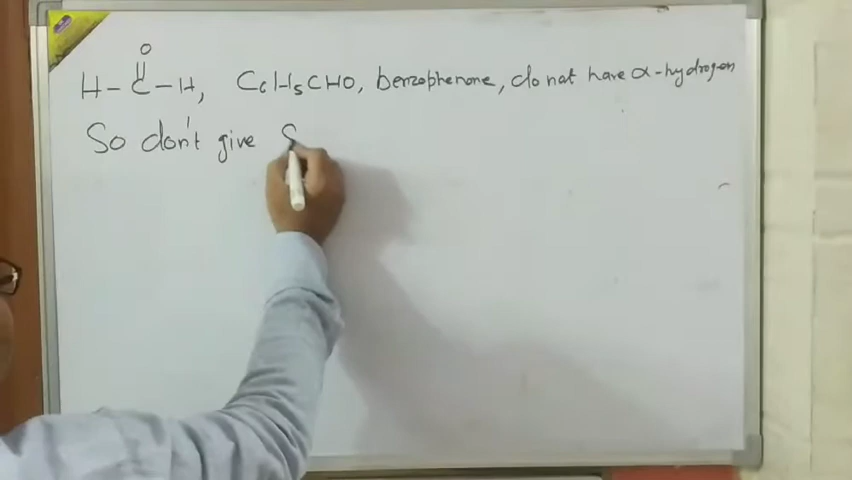 O
H - C - H, C6H5CHO, benzophenone, do not have α-hydrogen
So don't give S